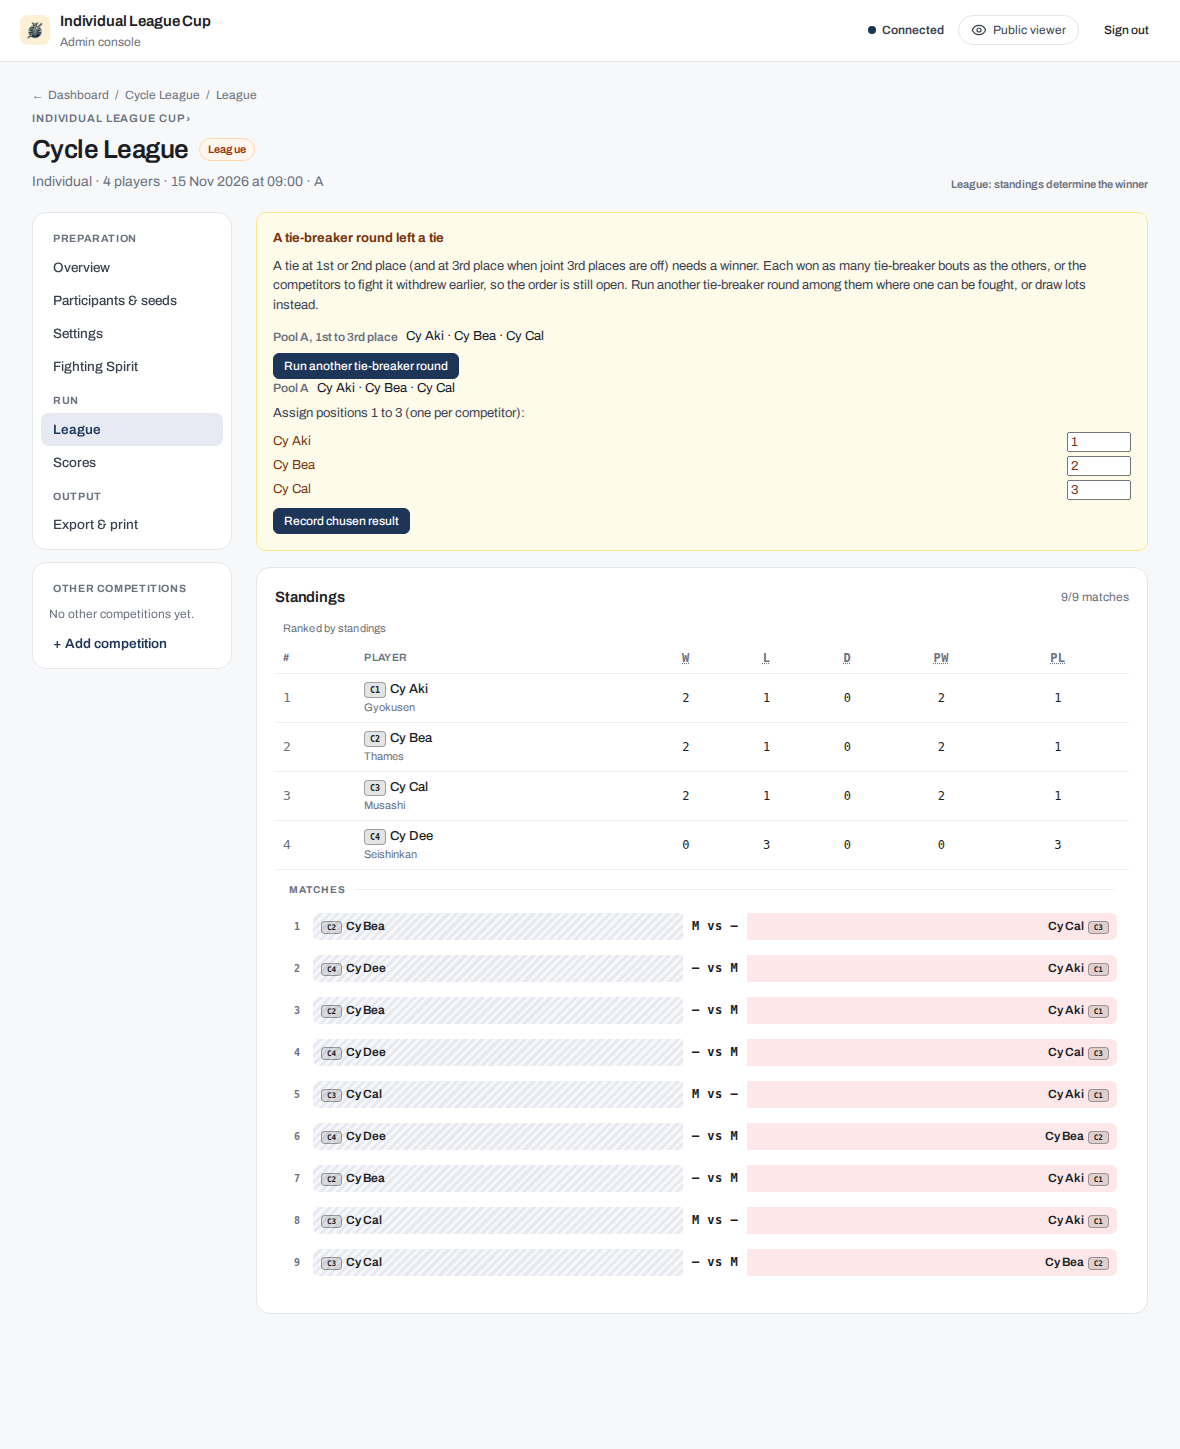 Individual League Cup
Admin console
Connected
Public viewer
Sign out
← Dashboard / Cycle League / League
INDIVIDUAL LEAGUE CUP ›
Cycle League League
Individual · 4 players · 15 Nov 2026 at 09:00 · A
League: standings determine the winner
PREPARATION
Overview
Participants & seeds
Settings
Fighting Spirit
RUN
League
Scores
OUTPUT
Export & print
OTHER COMPETITIONS
No other competitions yet.
+ Add competition
A tie-breaker round left a tie
A tie at 1st or 2nd place (and at 3rd place when joint 3rd places are off) needs a winner. Each won as many tie-breaker bouts as the others, or the
competitors to fight it withdrew earlier, so the order is still open. Run another tie-breaker round among them where one can be fought, or draw lots
instead.
Pool A, 1st to 3rd place Cy Aki · Cy Bea · Cy Cal
Run another tie-breaker round
Pool A Cy Aki · Cy Bea · Cy Cal
Assign positions 1 to 3 (one per competitor):
Cy Aki 1
Cy Bea 2
Cy Cal 3
Record chosen result
Standings 9/9 matches
Ranked by standings
# PLAYER W L D PW PL
1 C1 Cy Aki 2 1 0 2 1
Gyokusen
2 C2 Cy Bea 2 1 0 2 1
Thames
3 C3 Cy Cal 2 1 0 2 1
Musashi
4 C4 Cy Dee 0 3 0 0 3
Seishinkan
MATCHES
1 C2 Cy Bea M vs — Cy Cal C3
2 C4 Cy Dee — vs M Cy Aki C1
3 C2 Cy Bea — vs M Cy Aki C1
4 C4 Cy Dee — vs M Cy Cal C3
5 C3 Cy Cal M vs — Cy Aki C1
6 C4 Cy Dee — vs M Cy Bea C2
7 C2 Cy Bea — vs M Cy Aki C1
8 C3 Cy Cal M vs — Cy Aki C1
9 C3 Cy Cal — vs M Cy Bea C2